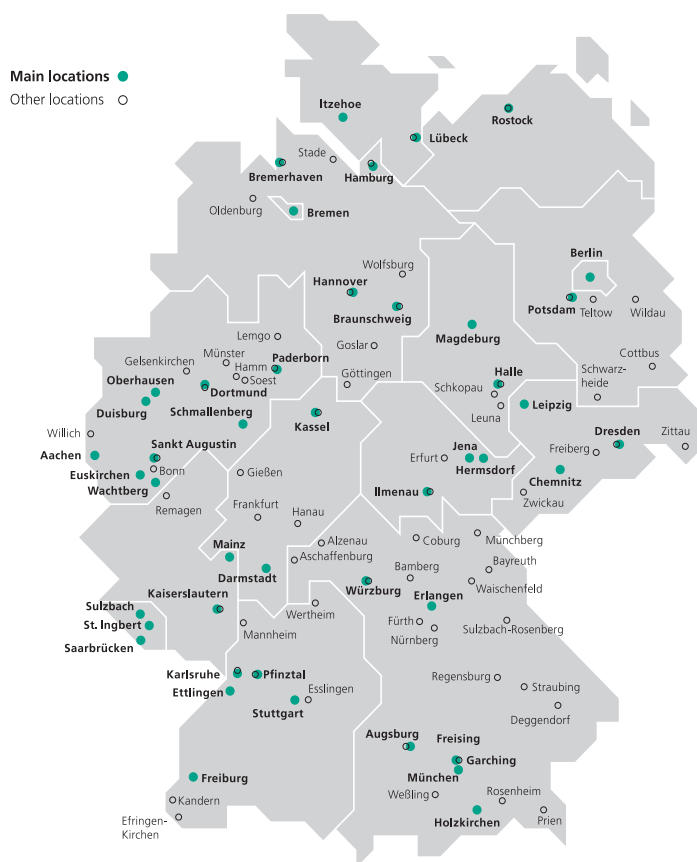 Main locations
Other locations
Itzehoe
Rostock
Lübeck
Stade
Bremerhaven
Hamburg
Oldenburg
Bremen
Berlin
Wolfsburg
Hannover
Potsdam
Teltow
Wildau
Braunschweig
Magdeburg
Lemgo
Goslar
Münster
Paderborn
Gelsenkirchen
Hamm
Cottbus
Oberhausen
Soest
Göttingen
Halle
Schwarz-
heide
Dortmund
Schkopau
Duisburg
Leuna
Leipzig
Schmallenberg
Kassel
Willich
Dresden
Zittau
Sankt Augustin
Jena
Freiberg
Aachen
Erfurt
Bonn
Hermsdorf
Euskirchen
Gießen
Chemnitz
Wachtberg
Ilmenau
Zwickau
Remagen
Frankfurt
Hanau
Alzenau
Coburg
Münchberg
Mainz
Aschaffenburg
Bayreuth
Bamberg
Darmstadt
Würzburg
Waischenfeld
Kaiserslautern
Erlangen
Sulzbach
Wertheim
Fürth
St. Ingbert
Mannheim
Nürnberg
Sulzbach-Rosenberg
Saarbrücken
Karlsruhe
Pfinztal
Regensburg
Ettlingen
Esslingen
Straubing
Stuttgart
Deggendorf
Augsburg
Freising
Garching
München
Freiburg
Weßling
Rosenheim
Kandern
Holzkirchen
Prien
Efringen-
Kirchen